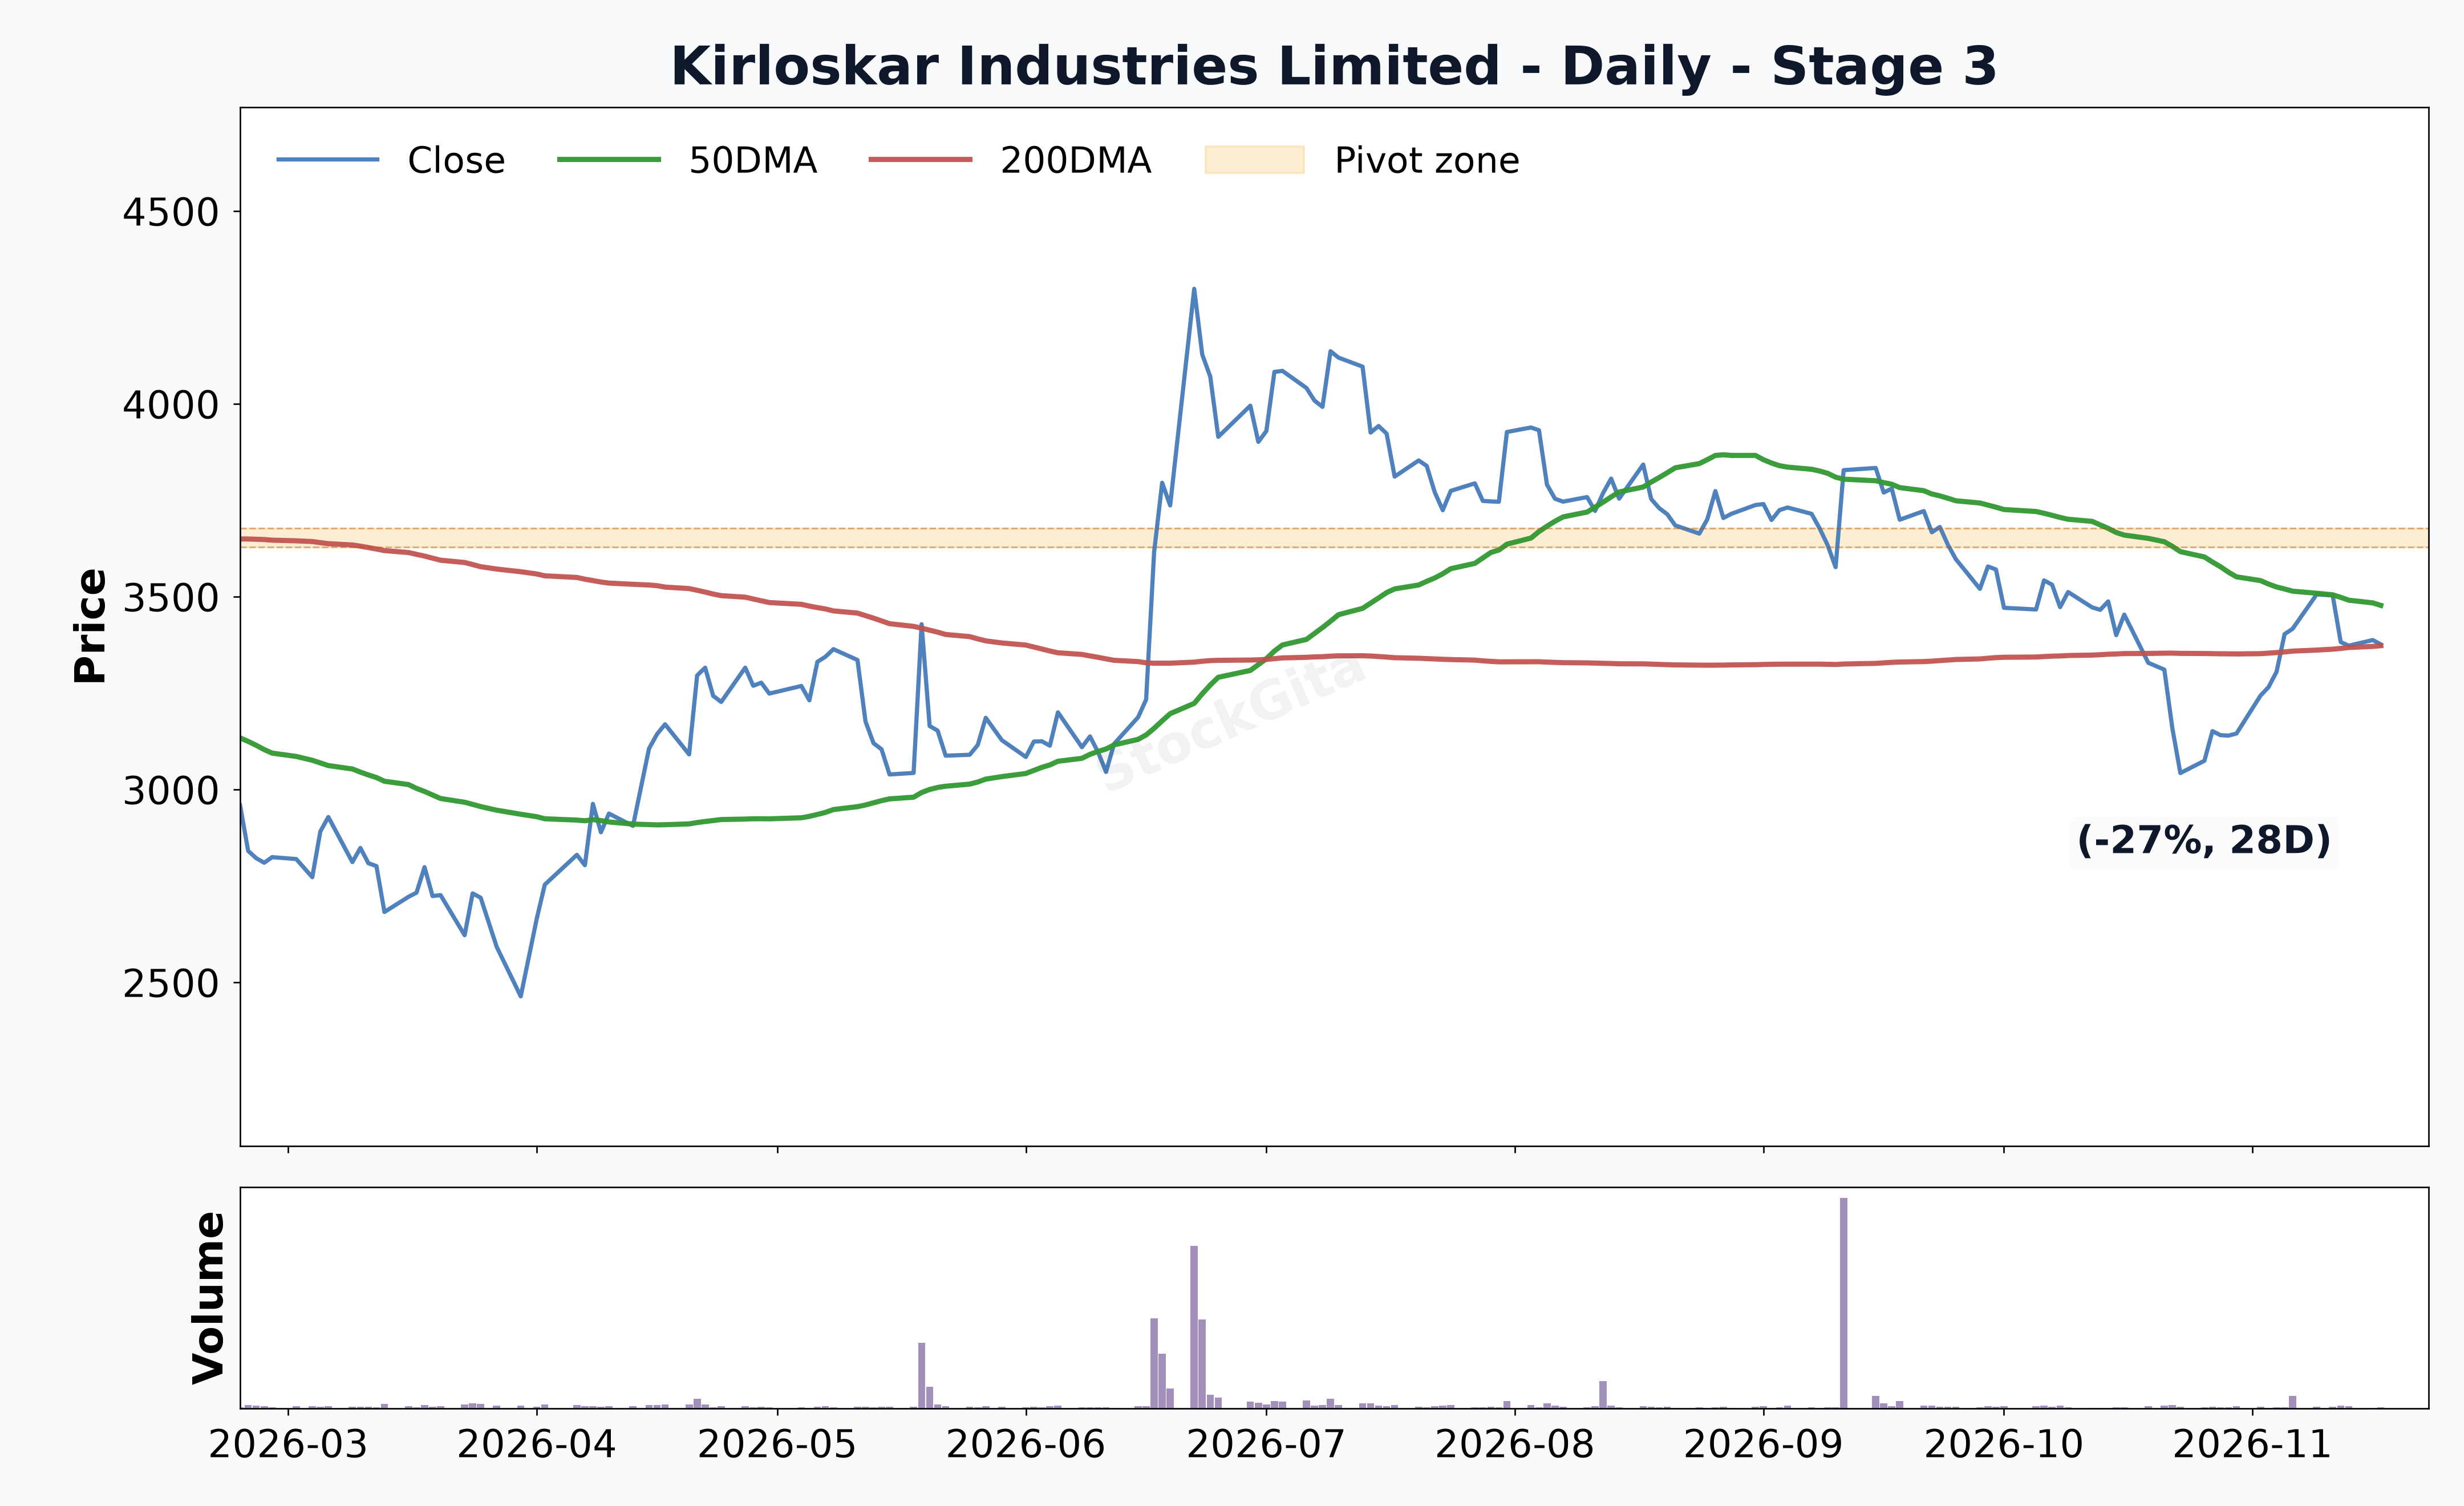 Kirloskar Industries Limited - Daily - Stage 3
Close 50DMA 200DMA Pivot zone
4500
4000
3500
3000
2500
Price
StockGita
(-27%, 28D)
Volume
2026-03 2026-04 2026-05 2026-06 2026-07 2026-08 2026-09 2026-10 2026-11